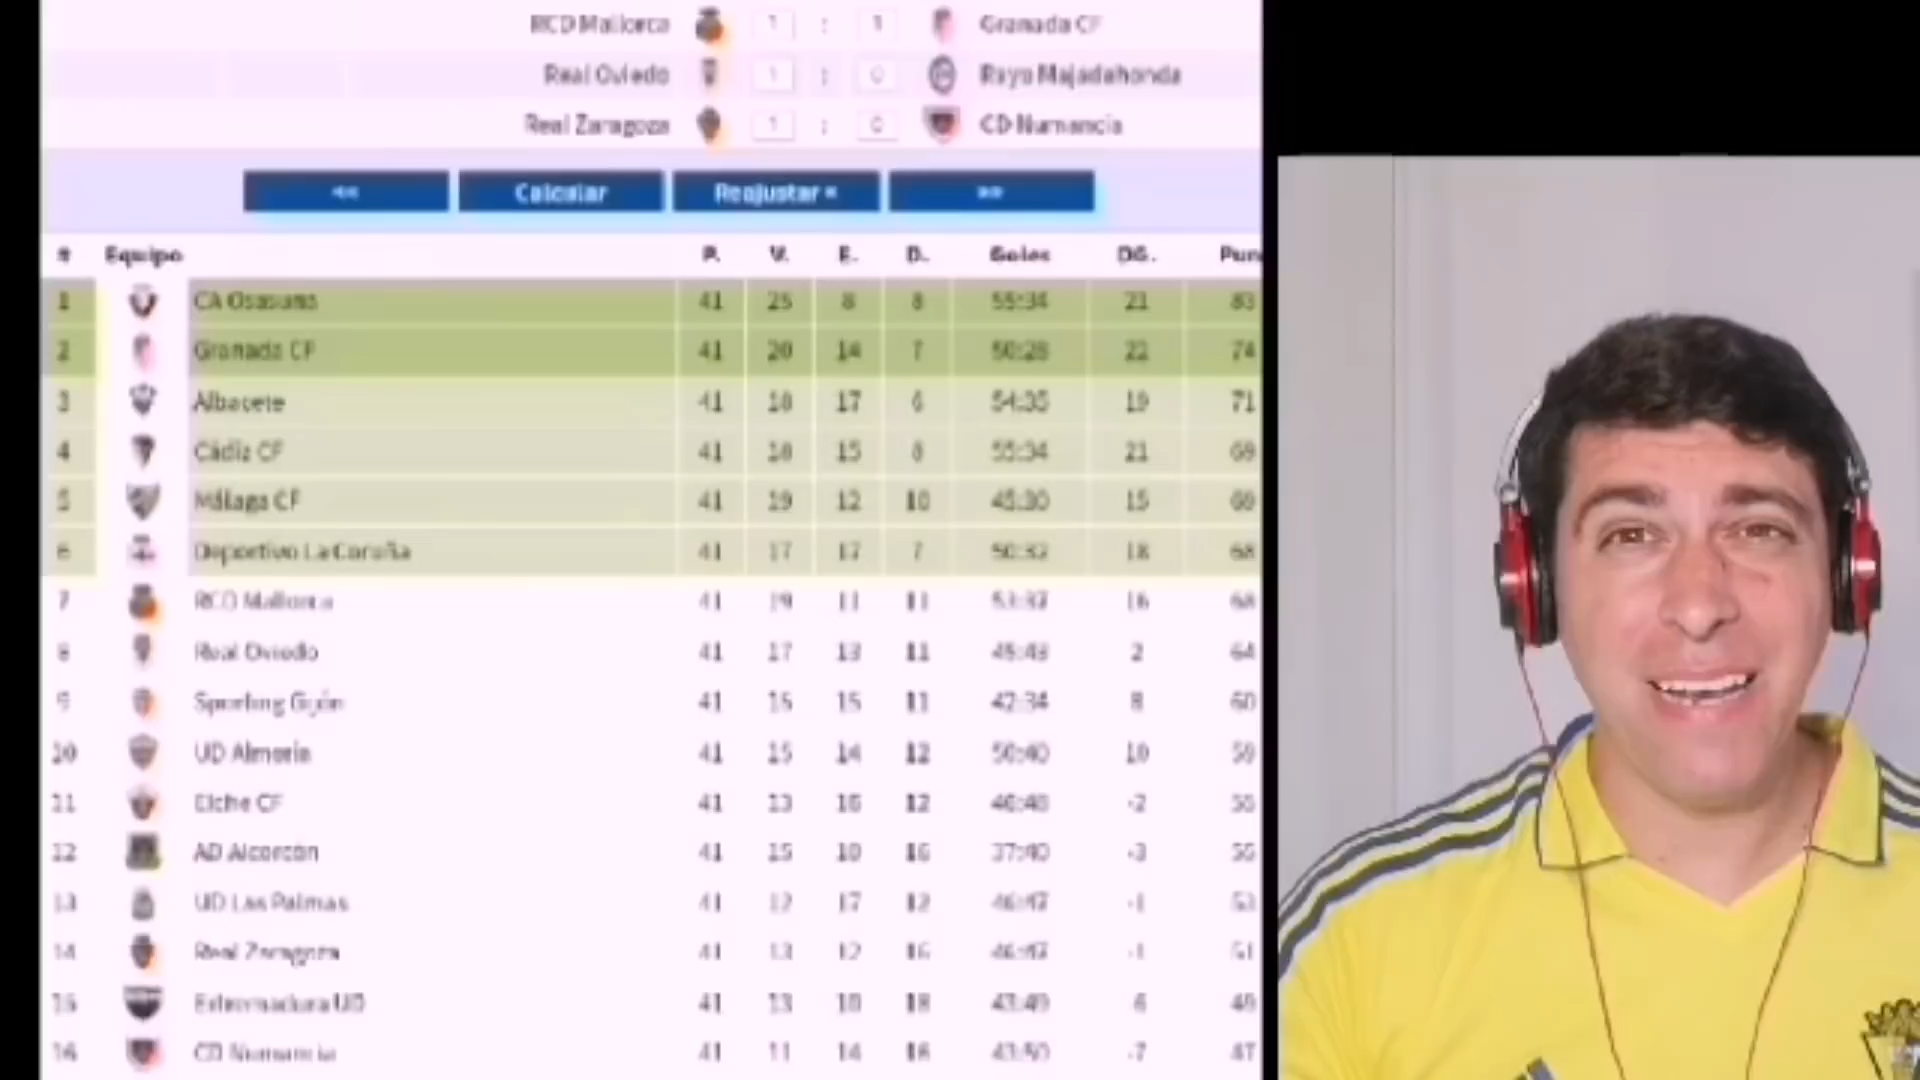 RCD Mallorca 1 : 1 Granada CF
Real Oviedo 1 : 0 Rayo Majadahonda
Real Zaragoza 1 : 0 CD Numancia
<< Calcular Reajustar × >>
# Equipo P. V. E. D. Goles DG. Pun
1 CA Osasuna 41 25 8 8 55:34 21 83
2 Granada CF 41 20 14 7 50:28 22 74
3 Albacete 41 18 17 6 54:35 19 71
4 Cádiz CF 41 18 15 8 55:34 21 69
5 Málaga CF 41 19 12 10 45:30 15 69
6 Deportivo La Coruña 41 17 17 7 50:32 18 68
7 RCD Mallorca 41 19 11 11 53:37 16 68
8 Real Oviedo 41 17 13 11 45:43 2 64
9 Sporting Gijón 41 15 15 11 42:34 8 60
10 UD Almería 41 15 14 12 50:40 10 59
11 Elche CF 41 13 16 12 46:48 -2 55
12 AD Alcorcón 41 15 10 16 37:40 -3 55
13 UD Las Palmas 41 12 17 12 46:47 -1 53
14 Real Zaragoza 41 13 12 16 46:47 -1 51
15 Extremadura UD 41 13 10 18 43:49 6 49
16 CD Numancia 41 11 14 16 43:50 -7 47